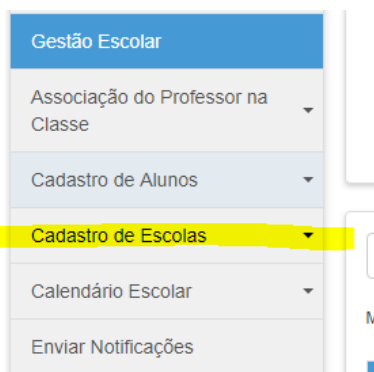 Gestão Escolar
Associação do Professor na
Classe
Cadastro de Alunos
Cadastro de Escolas
Calendário Escolar
Enviar Notificações